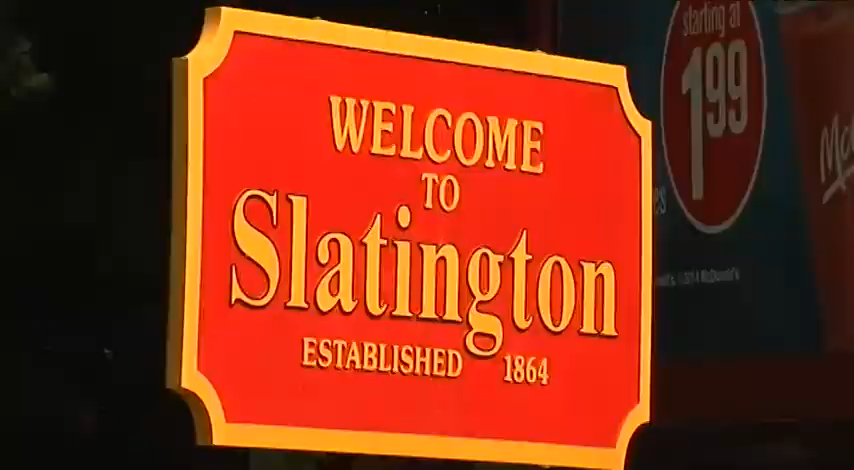 WELCOME
TO
Slatington
ESTABLISHED 1864
starting at
199